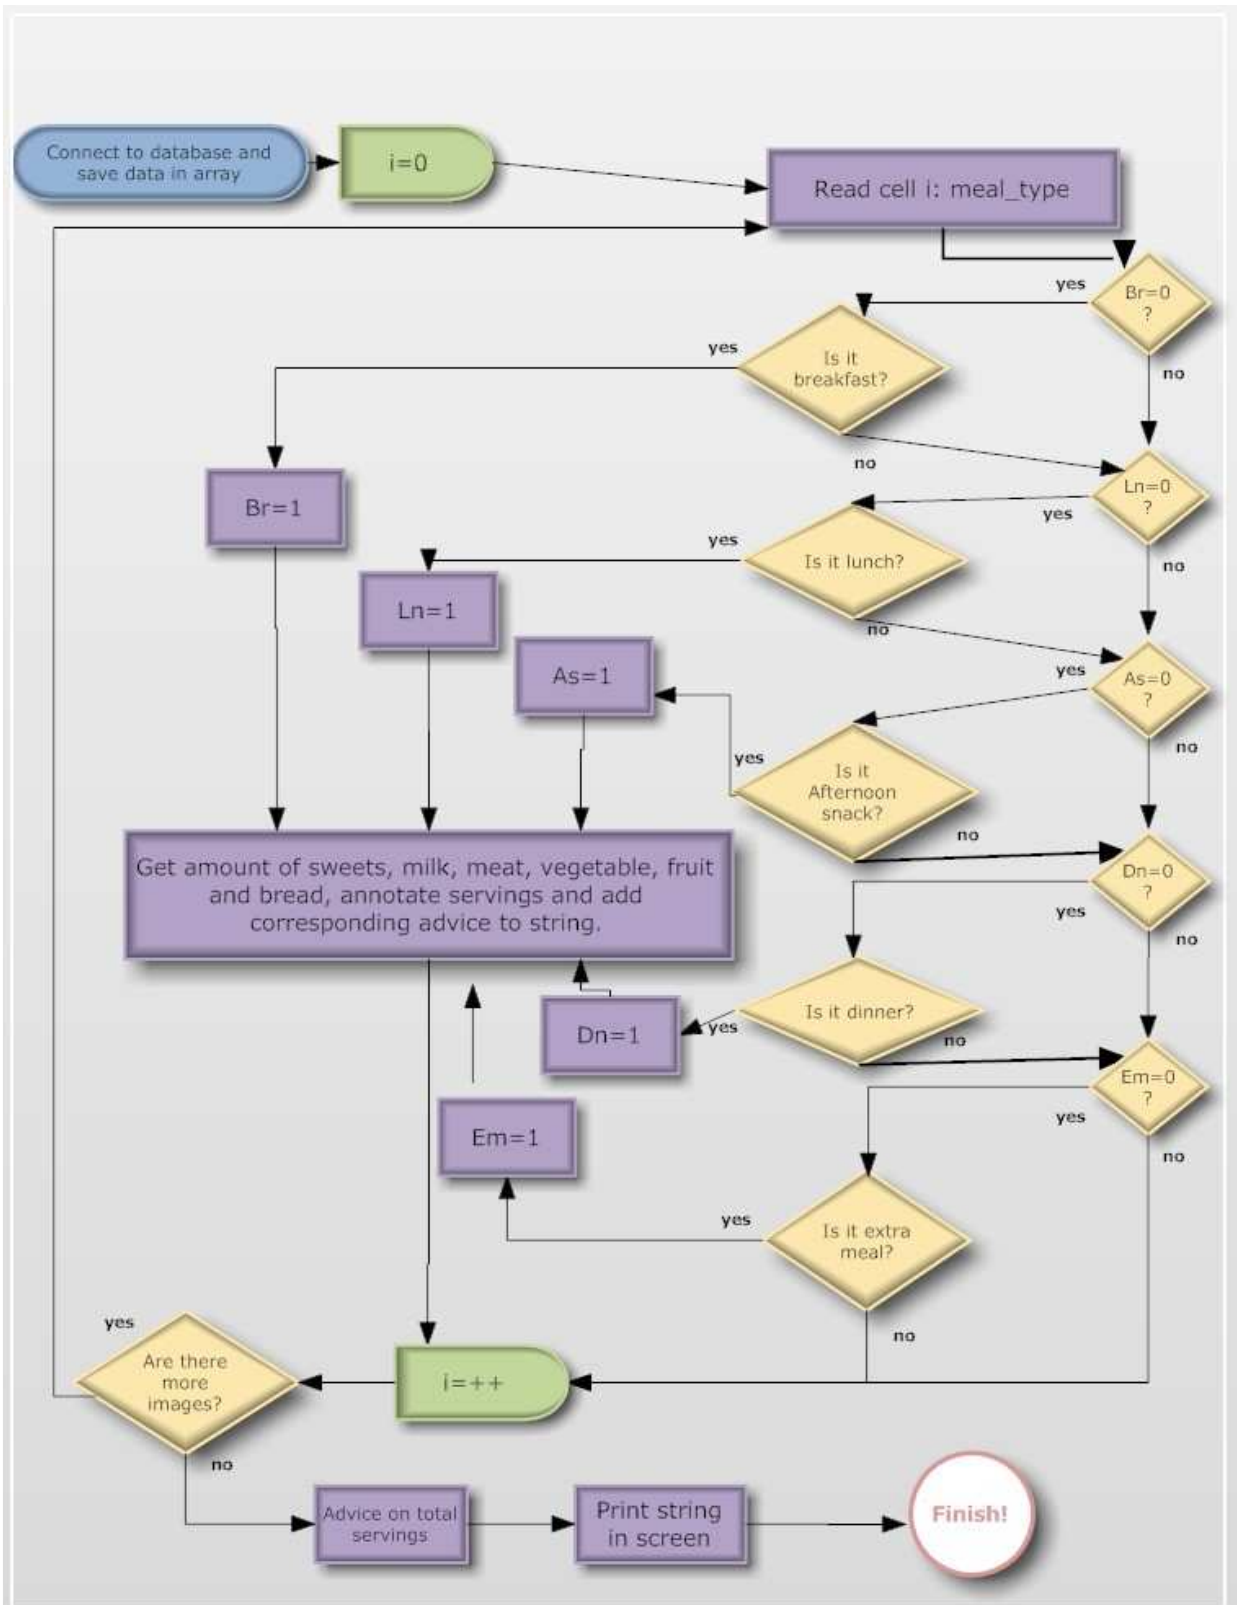 Connect to database and
save data in array
i=0
Read cell i: meal_type
Br=0
?
yes
no
Is it
breakfast?
yes
no
Br=1
Ln=0
?
yes
no
Is it lunch?
yes
no
Ln=1
As=0
?
yes
no
As=1
Is it
Afternoon
snack?
yes
no
Get amount of sweets, milk, meat, vegetable, fruit
and bread, annotate servings and add
corresponding advice to string.
Dn=0
?
yes
no
Is it dinner?
yes
no
Dn=1
Em=0
?
yes
no
Em=1
Is it extra
meal?
yes
no
i=++
Are there
more
images?
yes
no
Advice on total
servings
Print string
in screen
Finish!